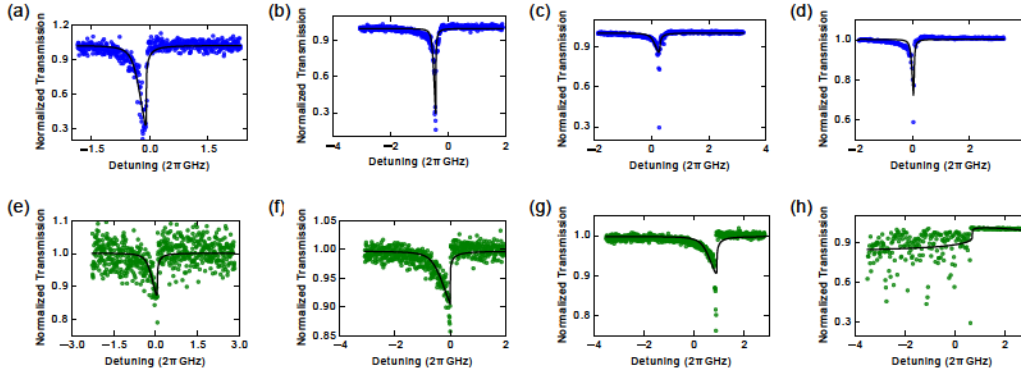 (a)
1.2
0.9
0.6
0.3
−1.5
0.0
1.5
Normalized Transmission
Detuning (2π GHz)
(b)
1.0
0.8
0.5
0.3
−4
−2
0
2
Normalized Transmission
Detuning (2π GHz)
(c)
0.9
0.6
0.3
−2
0
2
4
Normalized Transmission
Detuning (2π GHz)
(d)
1.0
0.8
0.6
−2
0
2
Normalized Transmission
Detuning (2π GHz)
(e)
1.1
1.0
0.9
0.8
−3.0
−1.5
0.0
1.5
3.0
Normalized Transmission
Detuning (2π GHz)
(f)
1.05
1.00
0.95
0.90
0.85
−4
−2
0
2
Normalized Transmission
Detuning (2π GHz)
(g)
1.0
0.9
0.8
−4
−2
0
2
Normalized Transmission
Detuning (2π GHz)
(h)
0.9
0.6
0.3
−4
−2
0
2
Normalized Transmission
Detuning (2π GHz)